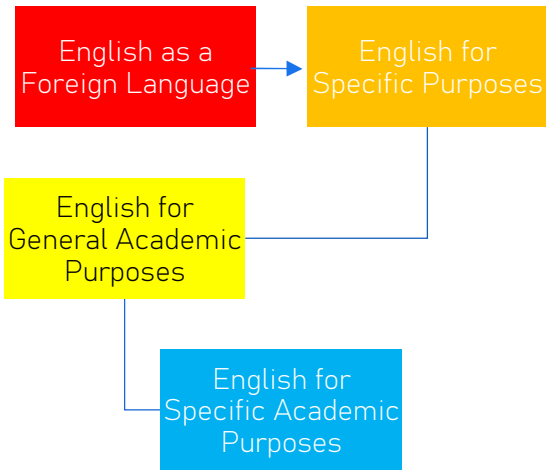 English as a
Foreign Language
English for
Specific Purposes
English for
General Academic
Purposes
English for
Specific Academic
Purposes